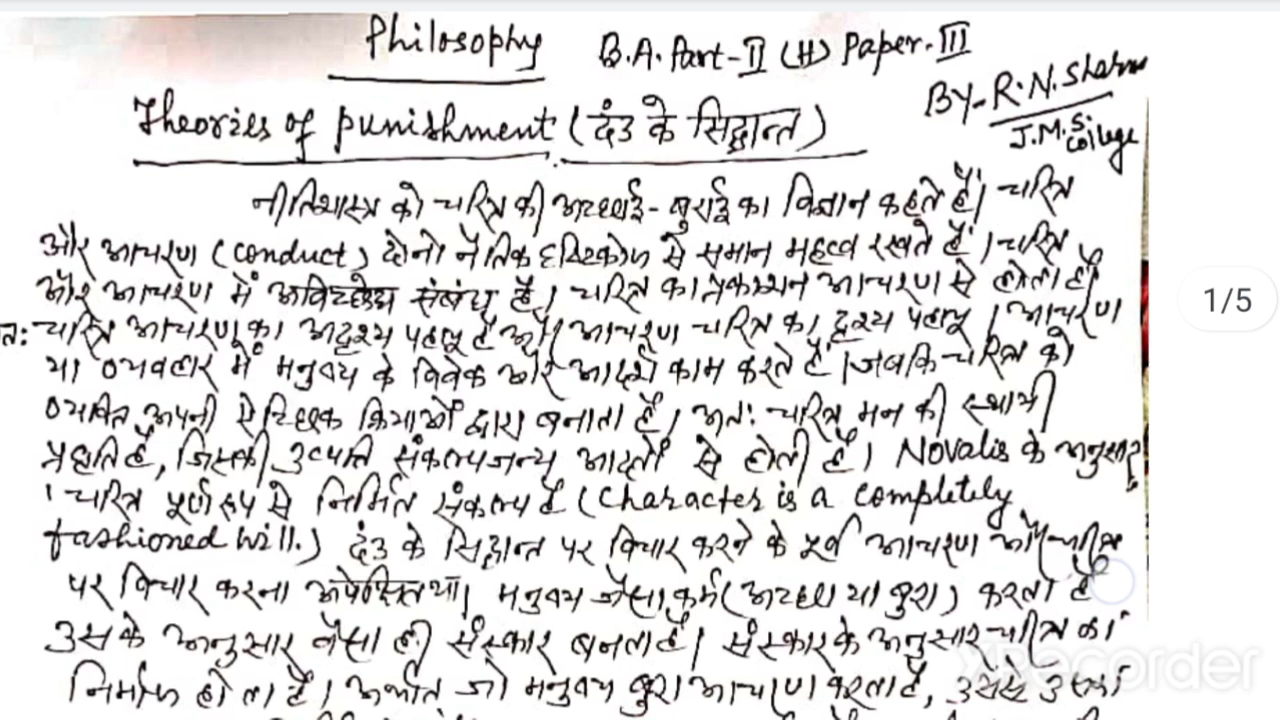 Philosophy B.A. Part-II (H) Paper-III
BY-R.N. Sharma
J.M.S. College
Theories of punishment (दंड के सिद्धान्त)
नीतिशास्त्र को चरित्र की अच्छाई-बुराई का विज्ञान कहते हैं। चरित्र
और आचरण (conduct) दोनों नैतिक दृष्टिकोण से समान महत्व रखते हैं। चरित्र
और आचरण में अविच्छेद्य संबंध है। चरित्र का प्रकाशन आचरण से होता है।
चरित्र आचरण का अदृश्य पहलू है और आचरण चरित्र का दृश्य पहलू। आचरण
या व्यवहार में मनुष्य के विवेक और आदर्श काम करते हैं। जबकि चरित्र को
व्यक्ति अपनी ऐच्छिक क्रियाओं द्वारा बनाता है। अतः चरित्र मन की स्थायी
प्रवृति है, जिसकी उत्पत्ति संकल्पजन्य आदतों से होती है। Novalis के अनुसार
'चरित्र पूर्ण रूप से निर्मित संकल्प है (Character is a completely
fashioned will.) दंड के सिद्धान्त पर विचार करने के पूर्व आचरण और चरित्र
पर विचार करना अपेक्षित था। मनुष्य जैसा कर्म (अच्छा या बुरा) करता है
उसके अनुसार वैसा ही संस्कार बनता है। संस्कार के अनुसार चरित्र का
निर्माण होता है। अर्थात जो मनुष्य बुरा आचरण करता है, उससे उसका
1/5
XRecorder